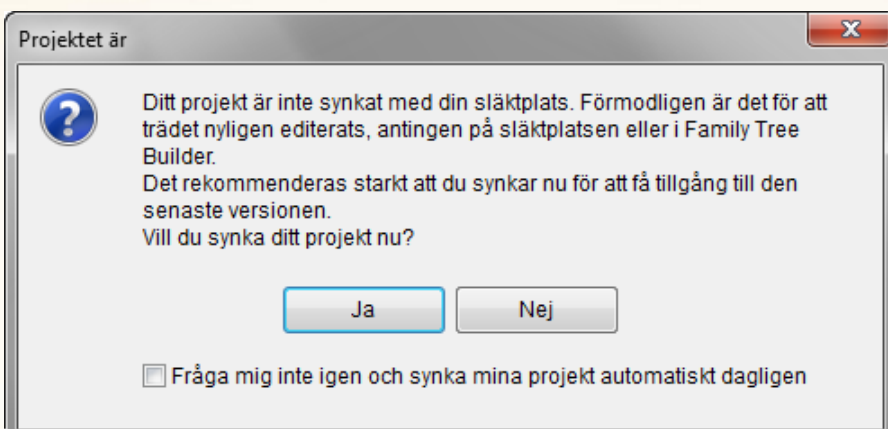 Projektet är
Ditt projekt är inte synkat med din släktplats. Förmodligen är det för att
trädet nyligen editerats, antingen på släktplatsen eller i Family Tree
Builder.
Det rekommenderas starkt att du synkar nu för att få tillgång till den
senaste versionen.
Vill du synka ditt projekt nu?
Ja
Nej
Fråga mig inte igen och synka mina projekt automatiskt dagligen